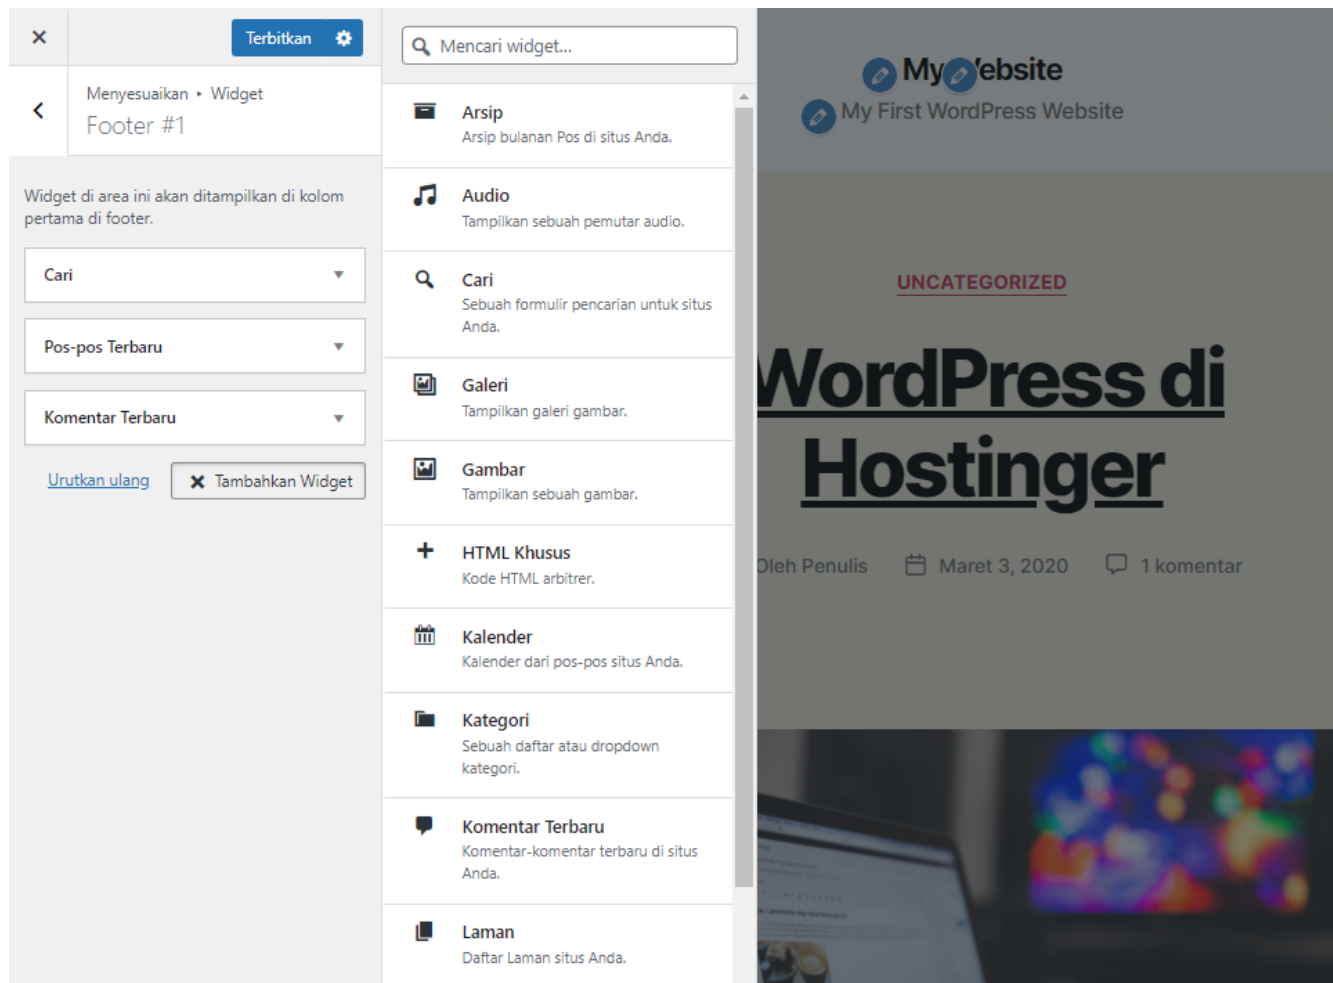 Terbitkan
Menyesuaikan ▸ Widget
Footer #1
Widget di area ini akan ditampilkan di kolom
pertama di footer.
Cari
Pos-pos Terbaru
Komentar Terbaru
Urutkan ulang
Tambahkan Widget
Mencari widget...
Arsip
Arsip bulanan Pos di situs Anda.
Audio
Tampilkan sebuah pemutar audio.
Cari
Sebuah formulir pencarian untuk situs
Anda.
Galeri
Tampilkan galeri gambar.
Gambar
Tampilkan sebuah gambar.
HTML Khusus
Kode HTML arbitrer.
Kalender
Kalender dari pos-pos situs Anda.
Kategori
Sebuah daftar atau dropdown
kategori.
Komentar Terbaru
Komentar-komentar terbaru di situs
Anda.
Laman
Daftar Laman situs Anda.
My Website
My First WordPress Website
UNCATEGORIZED
WordPress di
Hostinger
Oleh Penulis
Maret 3, 2020
1 komentar